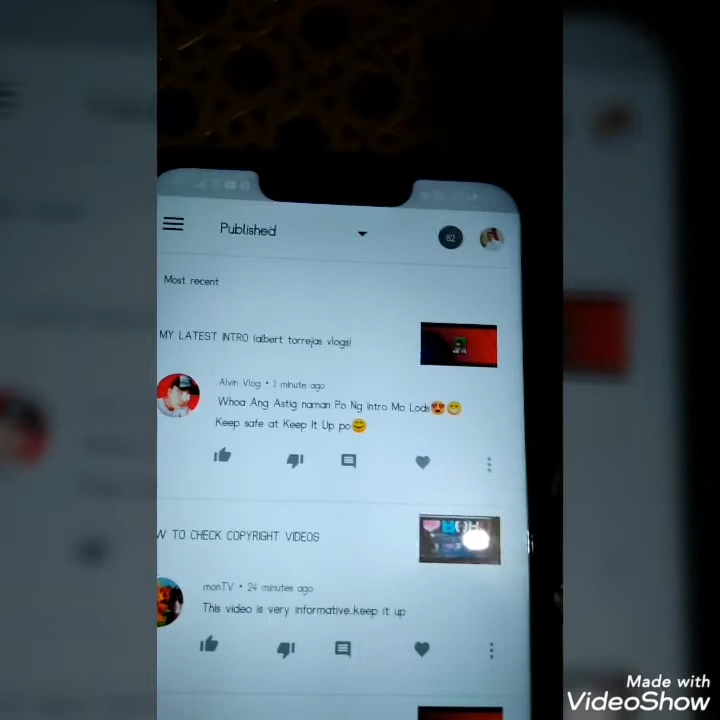 Published
62
Most recent
MY LATEST INTRO (albert torrejas vlogs)
Alvin Vlog • 1 minute ago
Whoa Ang Astig naman Po Ng intro Mo Lods😍😁
Keep safe at Keep It Up po😊
W TO CHECK COPYRIGHT VIDEOS
monTV • 24 minutes ago
This video is very informative..keep it up
Made with
VideoShow